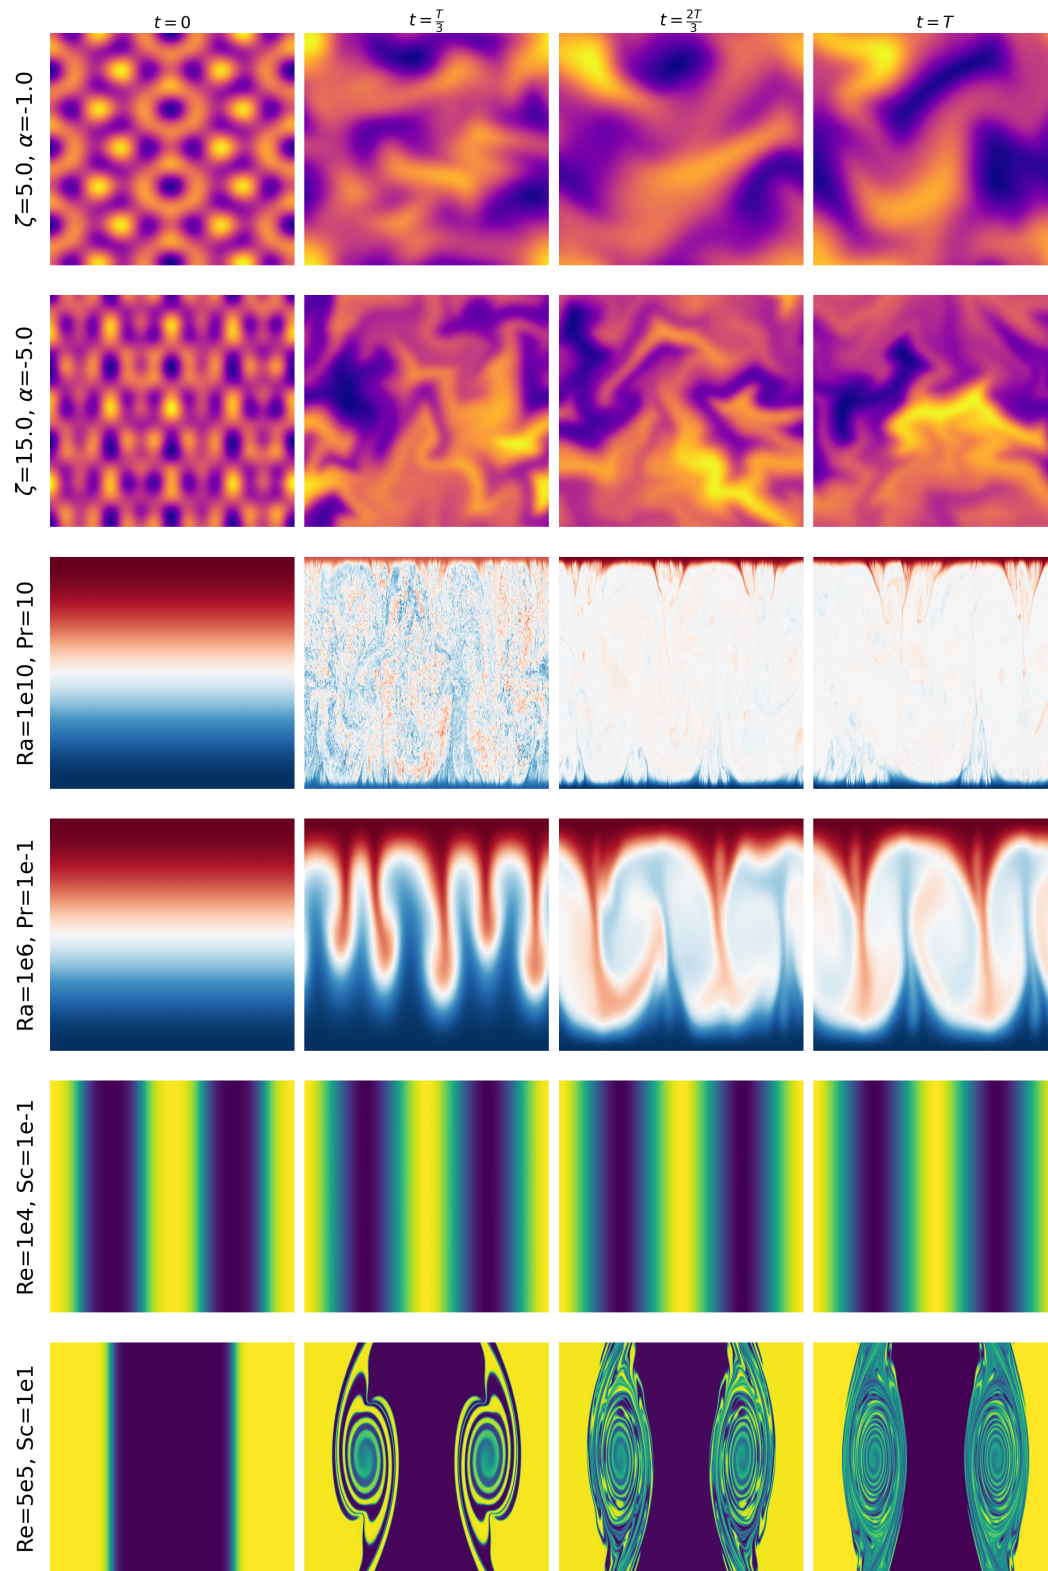 t = 0
t = T/3
t = 2T/3
t = T
ζ=5.0, α=-1.0
ζ=15.0, α=-5.0
Ra=1e10, Pr=10
Ra=1e6, Pr=1e-1
Re=1e4, Sc=1e-1
Re=5e5, Sc=1e1